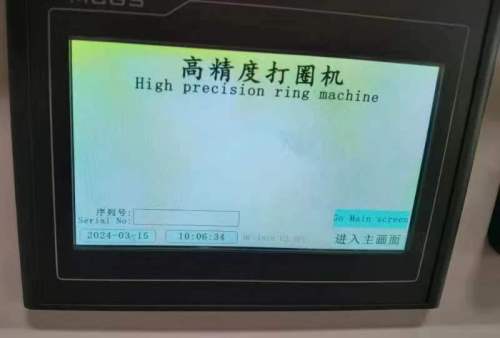 高精度打圈机
High precision ring machine
序列号:
Serial No:
Go Main screen
2024-03-15
10:06:34
进入主画面